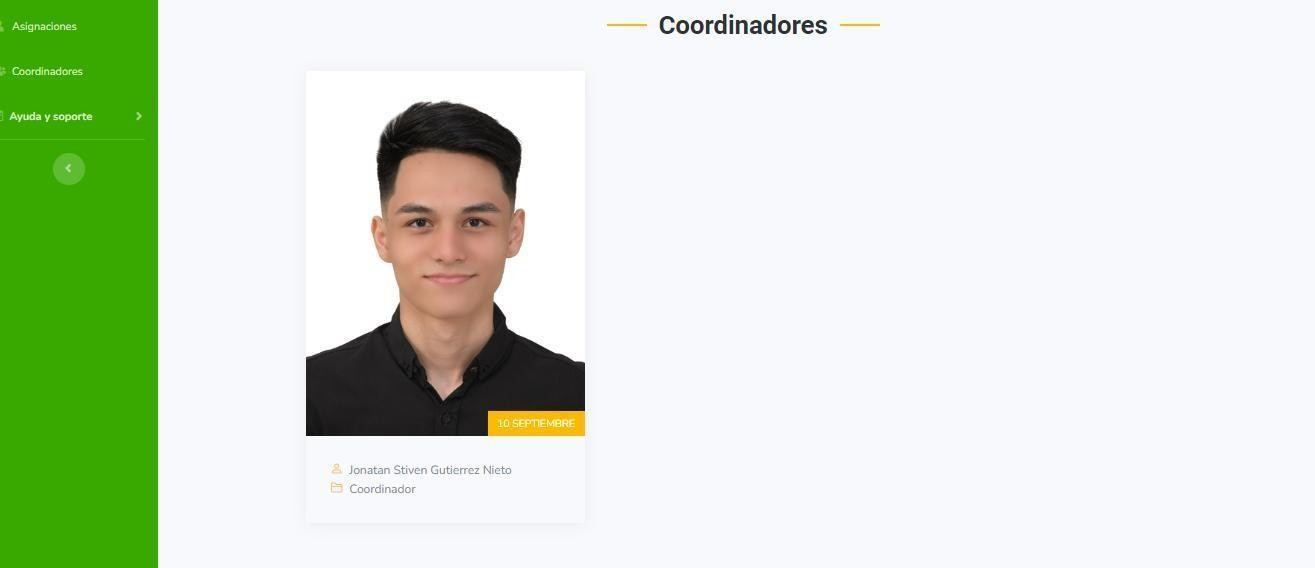 Asignaciones
Coordinadores
Ayuda y soporte
Coordinadores
10 SEPTIEMBRE
Jonatan Stiven Gutierrez Nieto
Coordinador